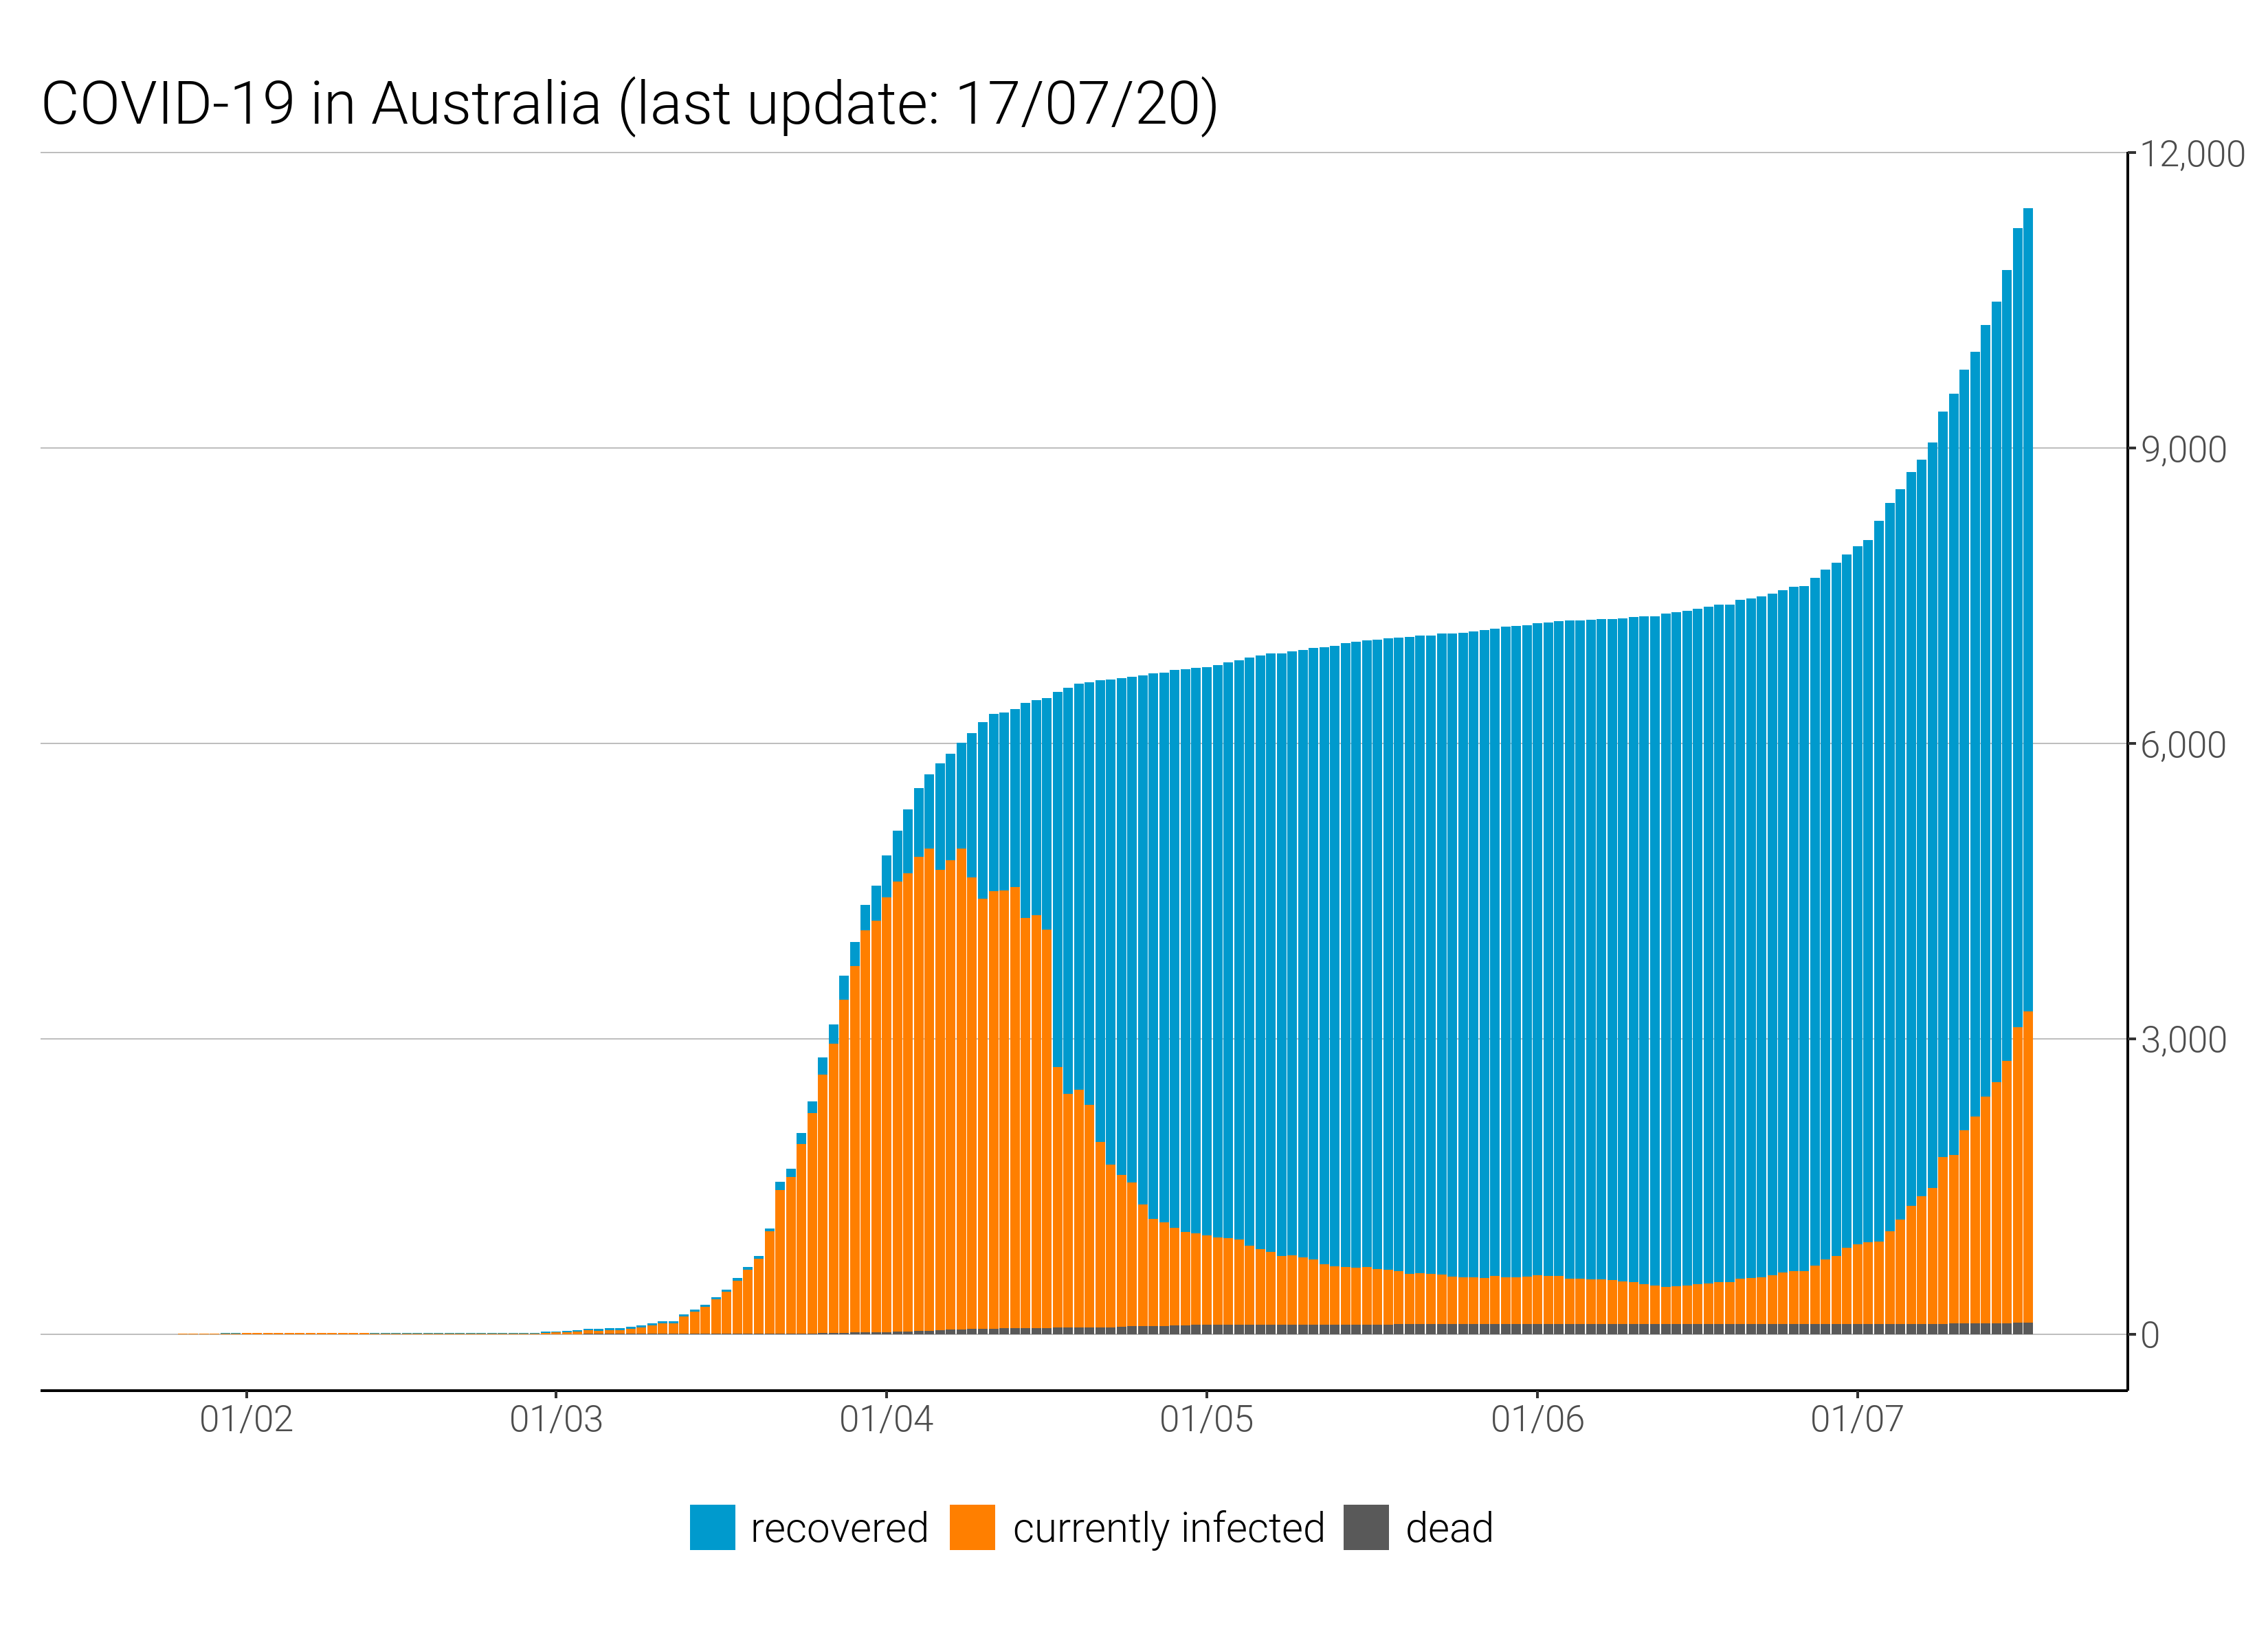 COVID-19 in Australia (last update: 17/07/20)
12,000
9,000
6,000
3,000
0
01/02 01/03 01/04 01/05 01/06 01/07
recovered currently infected dead